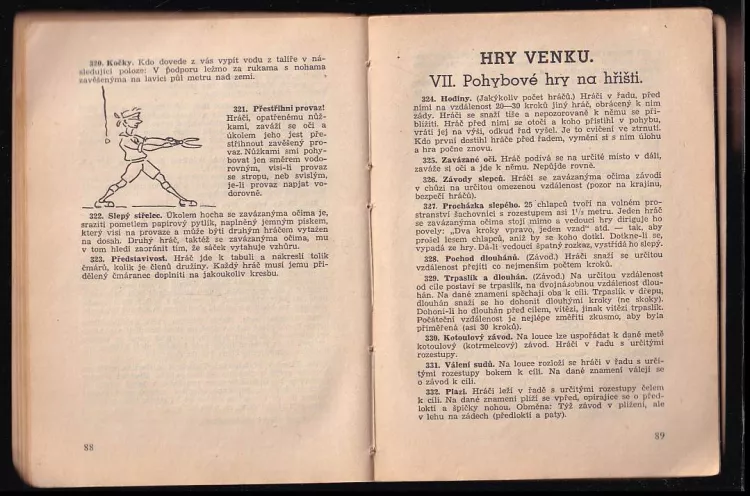 320. Kočky. Kdo dovede z vás vypít vodu z talíře v ná-
sledující poloze: V podporu ležmo za rukama s nohama
zavěšenýma na lavici půl metru nad zemí.
321. Přestřihni provaz!
Hráči, opatřenému nůž-
kami, zaváží se oči a
úkolem jeho jest pře-
střihnout zavěšený pro-
vaz. Nůžkami smí pohy-
bovat jen směrem vodo-
rovným, visí-li provaz
se stropu, neb svislým,
je-li provaz napjat vo-
dorovně.
322. Slepý střelec. Úkolem hocha se zavázanýma očima je,
sraziti pometlem papírový pytlík, naplněný jemným pískem,
který visí na provaze a může býti druhým hráčem vytažen
na dosah. Druhý hráč, taktéž se zavázanýma očima, mu
v tom hledí zabránit tím, že sáček vytahuje vzhůru.
323. Představivost. Hráč jde k tabuli a nakreslí tolik
čmárů, kolik je členů družiny. Každý hráč musí jemu při-
dělený čmáranec doplniti na jakoukoliv kresbu.
88
HRY VENKU.
VII. Pohybové hry na hřišti.
324. Hodiny. (Jakýkoliv počet hráčů.) Hráči v řadu, před
nimi na vzdálenost 20—30 kroků jiný hráč, obrácený k nim
zády. Hráči se snaží tiše a nepozorovaně k němu se při-
blížiti. Hráč před nimi se otočí a koho přistihl v pohybu,
vrátí jej na výši, odkud řad vyšel. Je to cvičení ve ztrnutí.
Kdo první dostihl hráče před řadem, vymění si s ním úlohu
a hra počne znovu.
325. Zavázané oči. Hráč podívá se na určité místo v dáli,
zaváže si oči a jde k němu. Nepůjde rovně.
326. Závody slepců. Hráči se zavázanýma očima závodí
v chůzi na určitou omezenou vzdálenost (pozor na krajinu,
bezpečí hráčů).
327. Procházka slepého. 25 chlapců tvoří na volném pro-
stranství šachovnici s rozestupem asi 1½ metru. Jeden hráč
se zavázanýma očima stojí mimo a vedoucí hry diriguje ho
povely: „Dva kroky vpravo, jeden vzad" atd. — tak, aby
prošel lesem chlapců, aniž by se koho dotkl. Dotkne-li se,
vypadá ze hry. Dá-li vedoucí špatný rozkaz, vystřídá ho slepý.
328. Pochod dlouhánů. (Závod.) Hráči snaží se určitou
vzdálenost přejíti co nejmenším počtem kroků.
329. Trpaslík a dlouhán. (Závod.) Na určitou vzdálenost
od cíle postaví se trpaslík, na dvojnásobnou vzdálenost dlou-
hán. Na dané znamení spěchají oba k cíli. Trpaslík v dřepu,
dlouhán snaží se ho dohonit dlouhými kroky (ne skoky).
Dohoní-li ho dlouhán před cílem, vítězí, jinak vítězí trpaslík.
Počáteční vzdálenost je nejlépe změřiti zkusmo, aby byla
přiměřená (asi 30 kroků).
330. Kotoulový závod. Na louce lze uspořádat k dané metě
kotoulový (kotrmelcový) závod. Hráči v řadu s určitými
rozestupy.
331. Válení sudů. Na louce rozloží se hráči v řadu s urči-
tými rozestupy bokem k cíli. Na dané znamení válejí se
o závod k cíli.
332. Plazi. Hráči leží v řadě s určitými rozestupy čelem
k cíli. Na dané znamení plíží se vpřed, opírajíce se o před-
loktí a špičky nohou. Obměna: Týž závod v plížení, ale
v lehu na zádech (předloktí a paty).
89